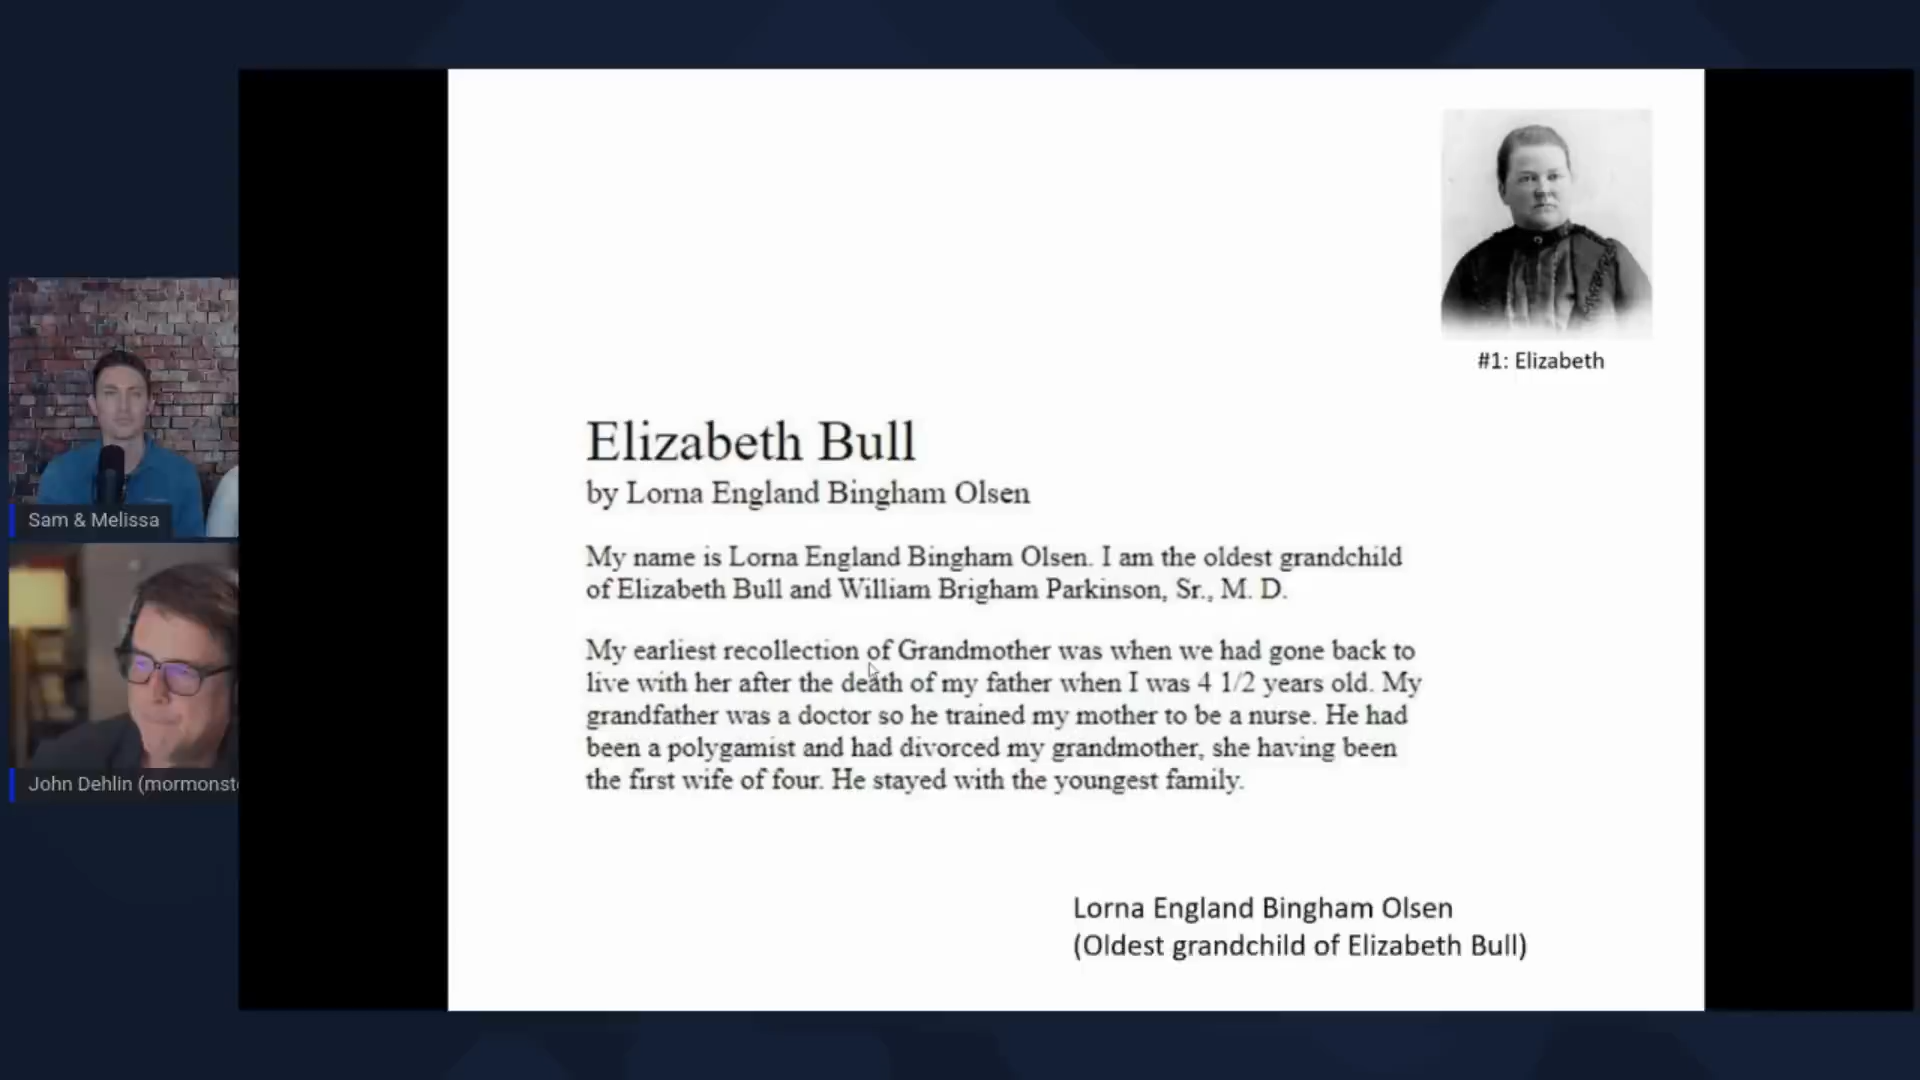 #1: Elizabeth
Elizabeth Bull
by Lorna England Bingham Olsen
My name is Lorna England Bingham Olsen. I am the oldest grandchild
of Elizabeth Bull and William Brigham Parkinson, Sr., M. D.
My earliest recollection of Grandmother was when we had gone back to
live with her after the death of my father when I was 4 1/2 years old. My
grandfather was a doctor so he trained my mother to be a nurse. He had
been a polygamist and had divorced my grandmother, she having been
the first wife of four. He stayed with the youngest family.
Lorna England Bingham Olsen
(Oldest grandchild of Elizabeth Bull)
Sam & Melissa
John Dehlin (mormonst